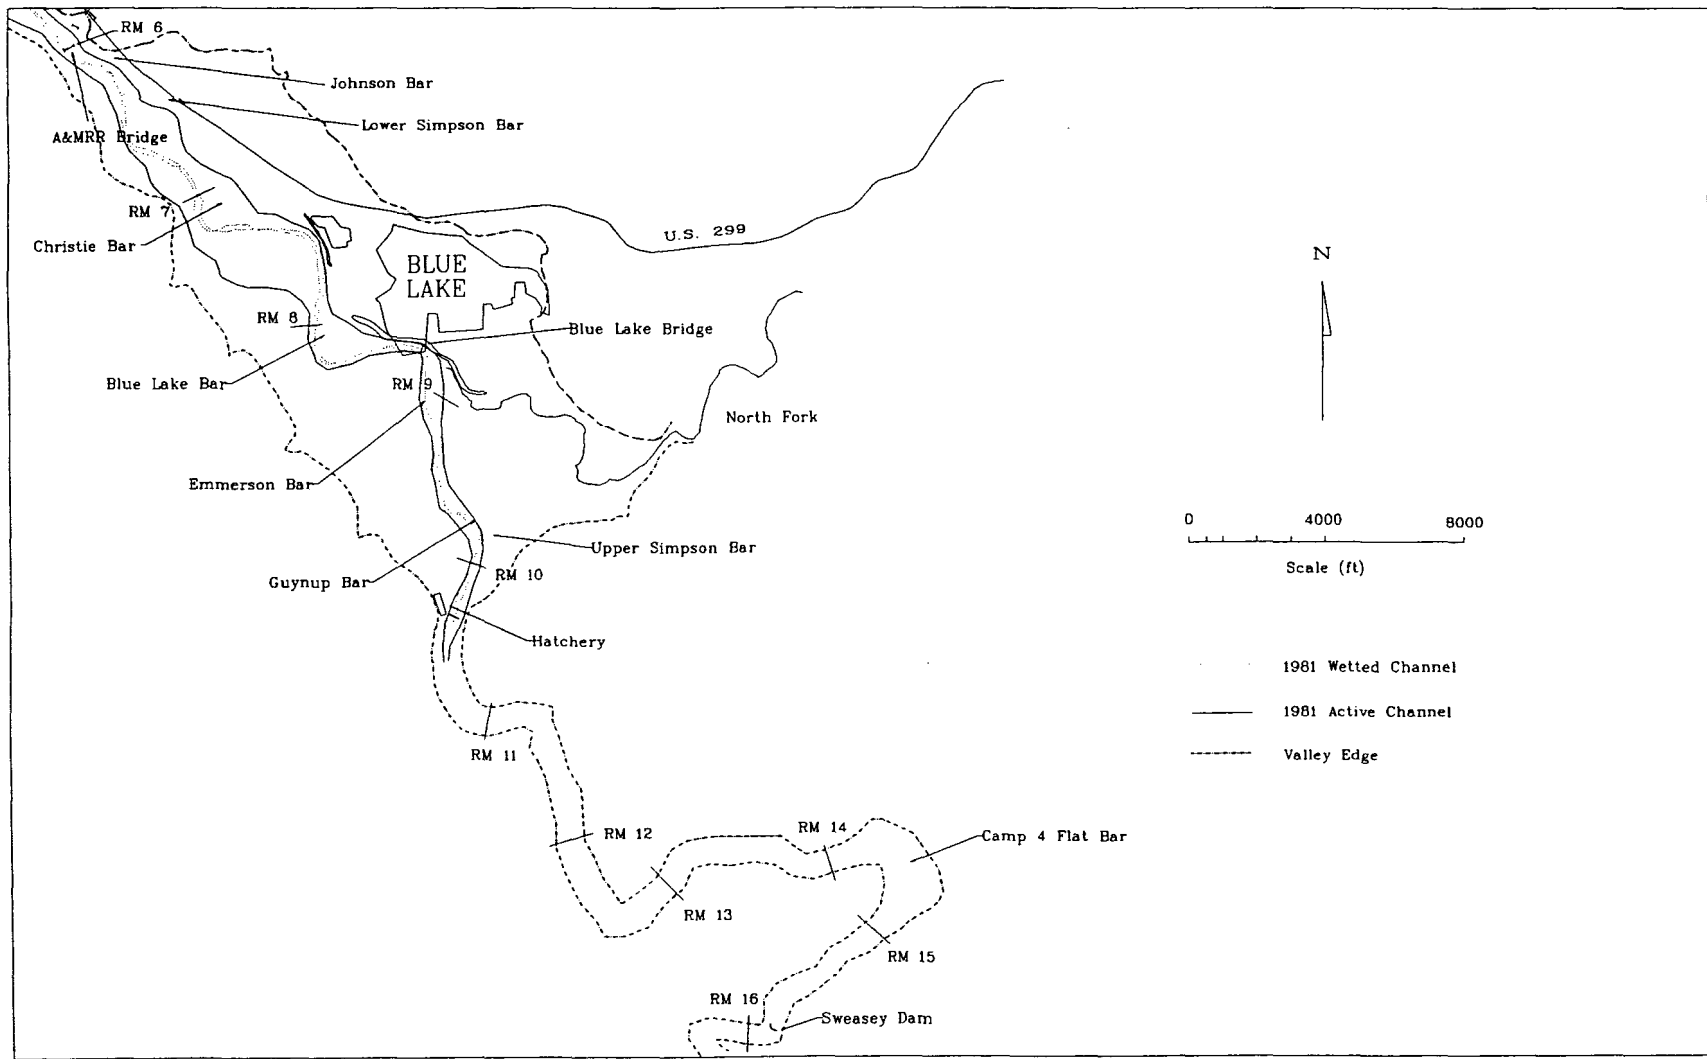 RM 6
Johnson Bar
Lower Simpson Bar
A&MRR Bridge
RM 7
Christie Bar
U.S. 299
N
BLUE
LAKE
RM 8
Blue Lake Bridge
Blue Lake Bar
RM 9
North Fork
Emmerson Bar
0 4000 8000
Scale (ft)
Upper Simpson Bar
RM 10
Guynup Bar
Hatchery
1981 Wetted Channel
1981 Active Channel
Valley Edge
RM 11
RM 12
RM 14
Camp 4 Flat Bar
RM 13
RM 15
RM 16
Sweasey Dam